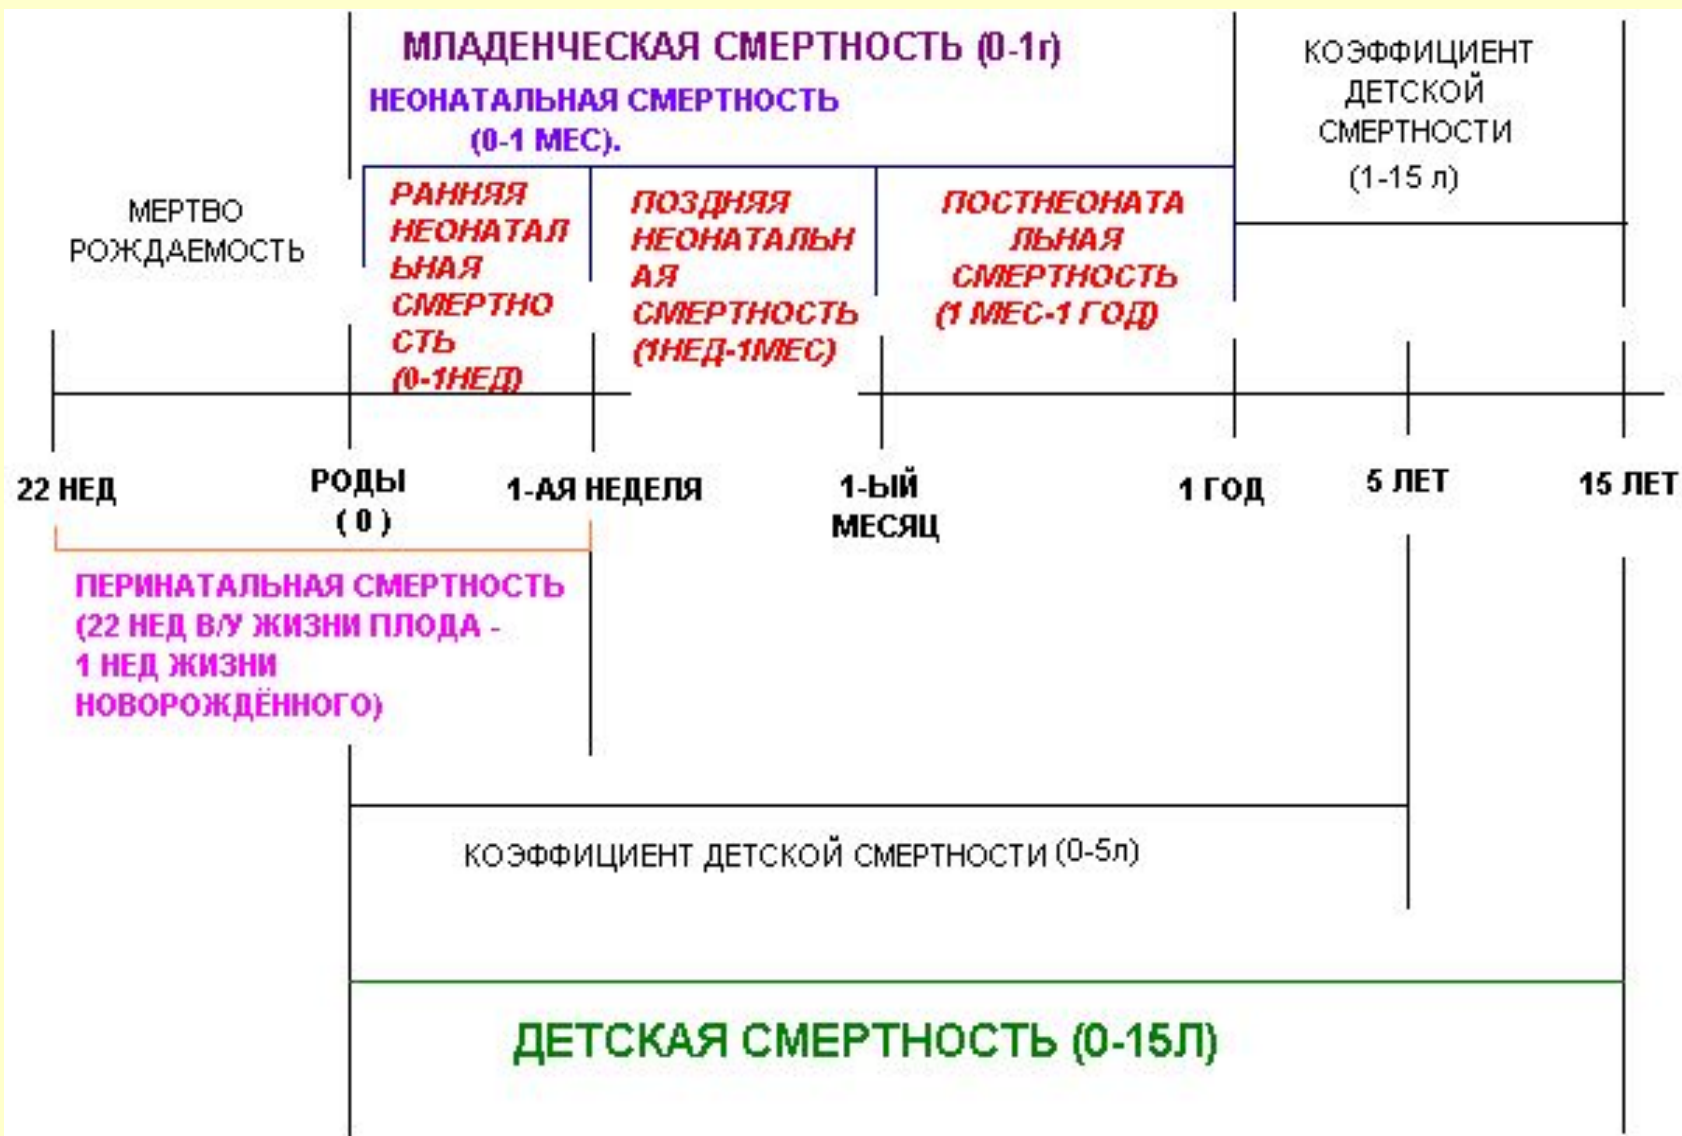 МЛАДЕНЧЕСКАЯ СМЕРТНОСТЬ (0-1г)
НЕОНАТАЛЬНАЯ СМЕРТНОСТЬ
(0-1 МЕС).
КОЭФФИЦИЕНТ
ДЕТСКОЙ
СМЕРТНОСТИ
(1-15 л)
МЕРТВО
РОЖДАЕМОСТЬ
РАННЯЯ
НЕОНАТАЛ
ЬНАЯ
СМЕРТНО
СТЬ
(0-1НЕД)
ПОЗДНЯЯ
НЕОНАТАЛЬН
АЯ
СМЕРТНОСТЬ
(1НЕД-1МЕС)
ПОСТНЕОНАТА
ЛЬНАЯ
СМЕРТНОСТЬ
(1 МЕС-1 ГОД)
22 НЕД
РОДЫ
( 0 )
1-АЯ НЕДЕЛЯ
1-ЫЙ
МЕСЯЦ
1 ГОД
5 ЛЕТ
15 ЛЕТ
ПЕРИНАТАЛЬНАЯ СМЕРТНОСТЬ
(22 НЕД В/У ЖИЗНИ ПЛОДА -
1 НЕД ЖИЗНИ
НОВОРОЖДЁННОГО)
КОЭФФИЦИЕНТ ДЕТСКОЙ СМЕРТНОСТИ (0-5л)
ДЕТСКАЯ СМЕРТНОСТЬ (0-15Л)